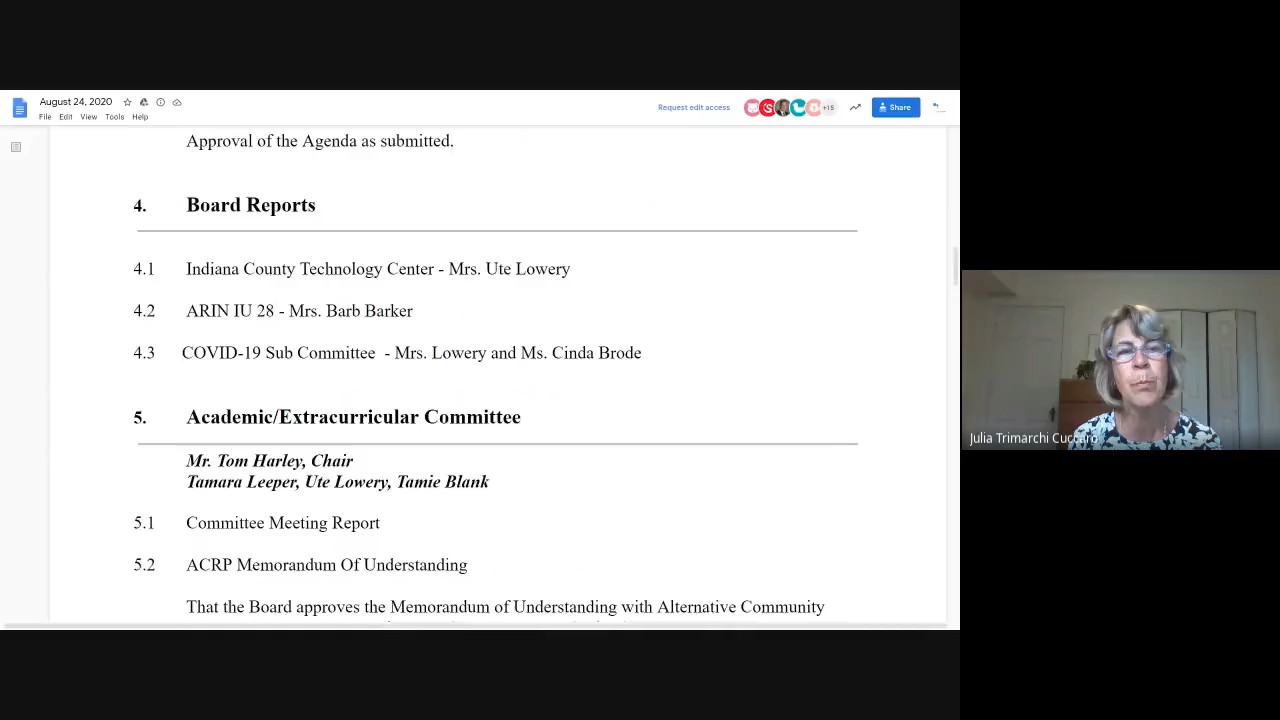 August 24, 2020
File Edit View Tools Help
Request edit access
+15
Share
Approval of the Agenda as submitted.
4. Board Reports
4.1 Indiana County Technology Center - Mrs. Ute Lowery
4.2 ARIN IU 28 - Mrs. Barb Barker
4.3 COVID-19 Sub Committee - Mrs. Lowery and Ms. Cinda Brode
5. Academic/Extracurricular Committee
Mr. Tom Harley, Chair
Tamara Leeper, Ute Lowery, Tamie Blank
5.1 Committee Meeting Report
5.2 ACRP Memorandum Of Understanding
That the Board approves the Memorandum of Understanding with Alternative Community
Julia Trimarchi Cuccaro